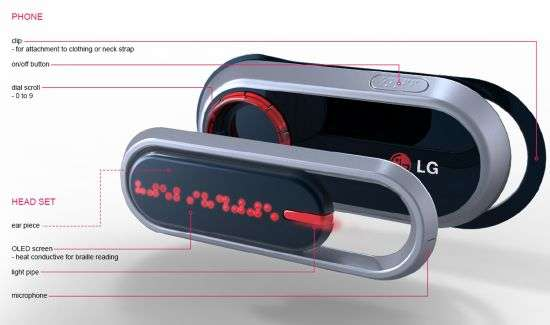 PHONE
clip
- for attachment to clothing or neck strap
on/off button
dial scroll
- 0 to 9
LG
HEAD SET
ear piece
OLED screen
- heat conductive for braille reading
light pipe
microphone